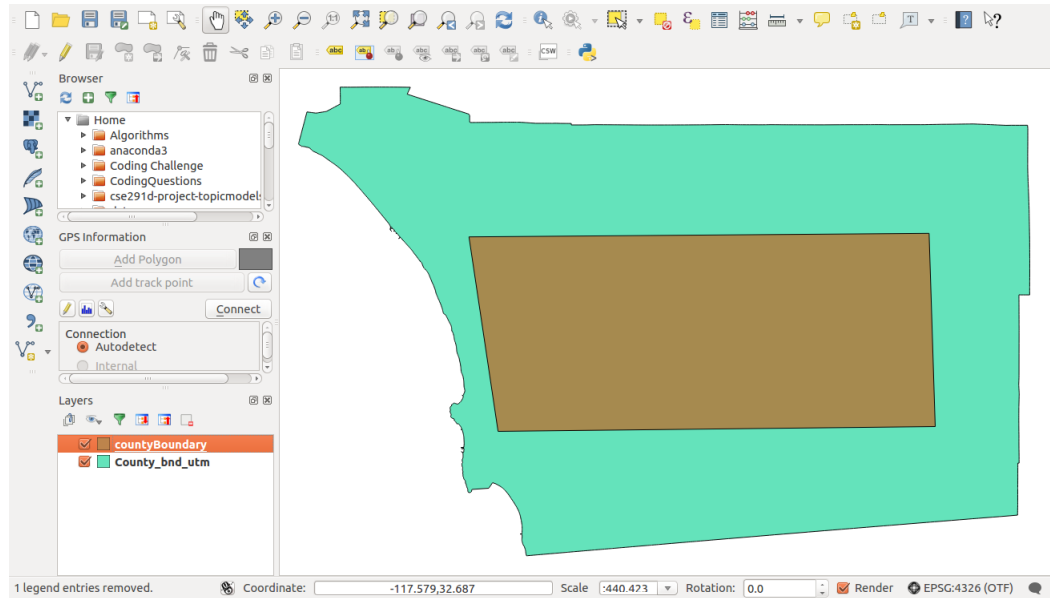 abc
CSW
Browser
Home
Algorithms
anaconda3
Coding Challenge
CodingQuestions
cse291d-project-topicmodels
GPS Information
Add Polygon
Add track point
Connect
Connection
Autodetect
Internal
Layers
countyBoundary
County_bnd_utm
1 legend entries removed. Coordinate: -117.579,32.687 Scale :440.423 Rotation: 0.0 Render EPSG:4326 (OTF)